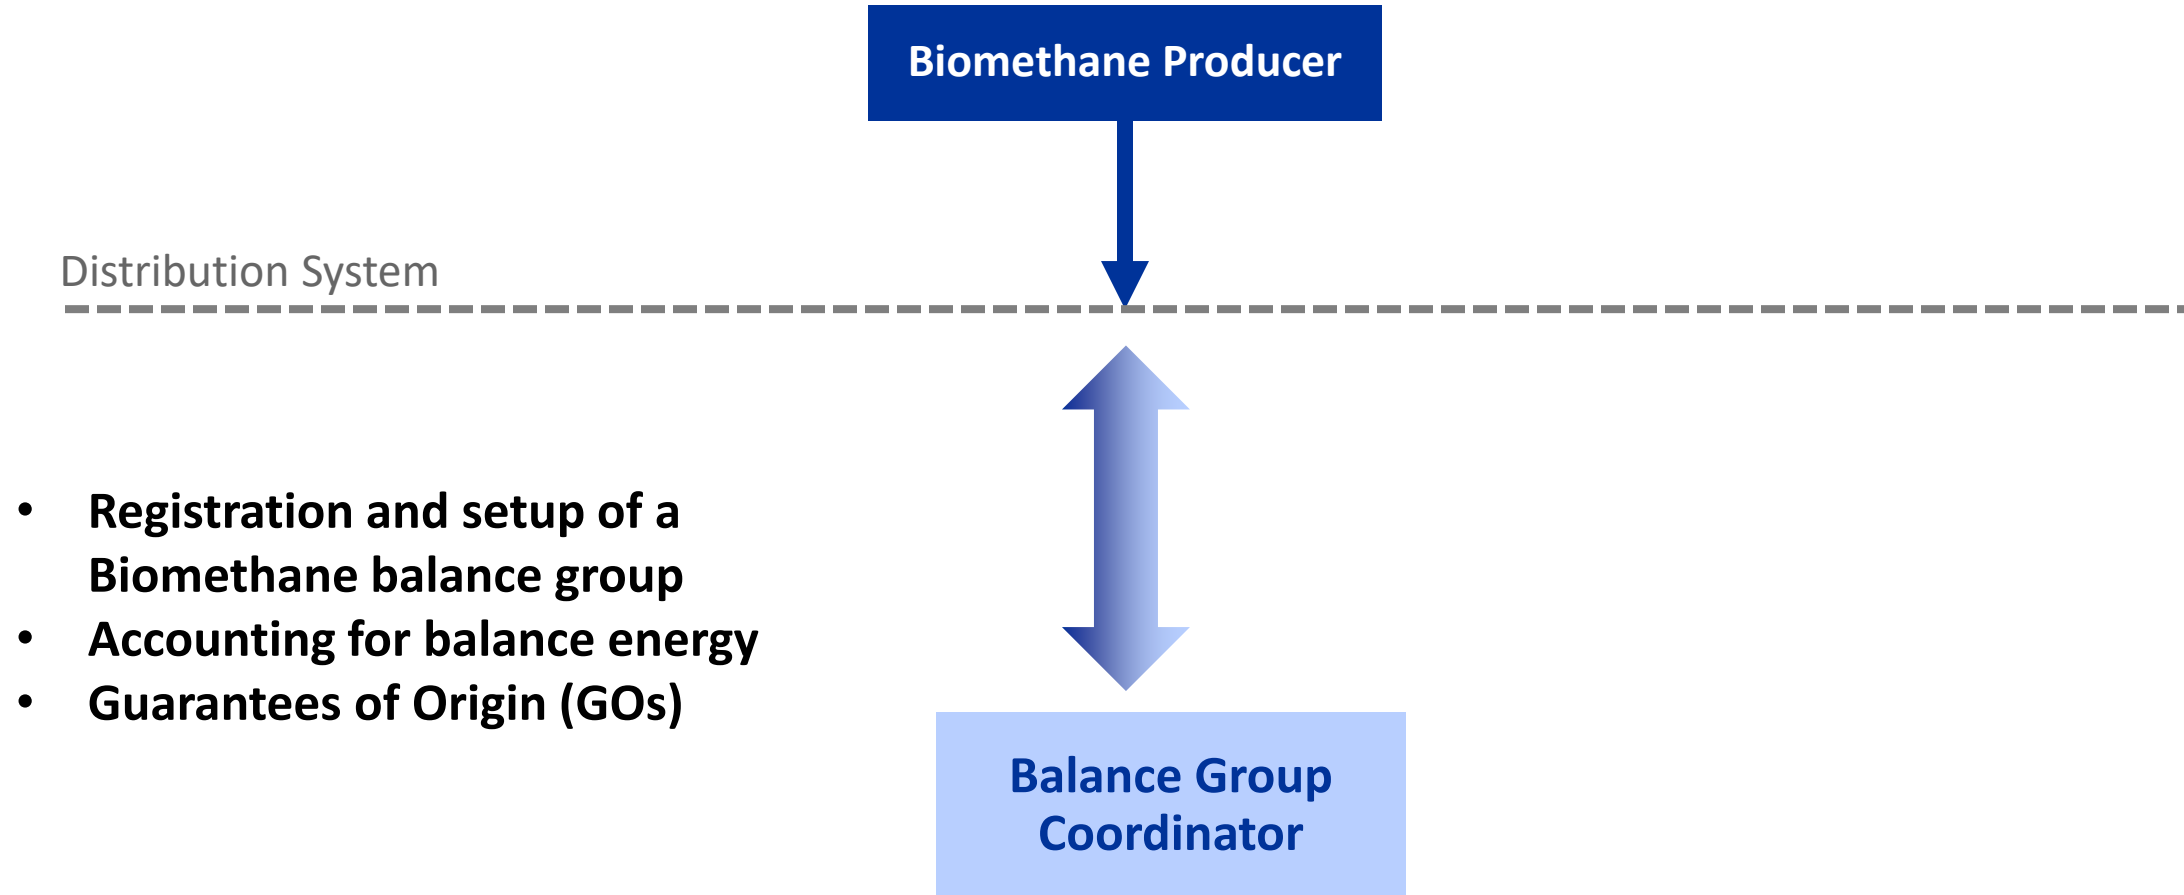 Biomethane Producer
Distribution System
• Registration and setup of a
Biomethane balance group
• Accounting for balance energy
• Guarantees of Origin (GOs)
Balance Group
Coordinator